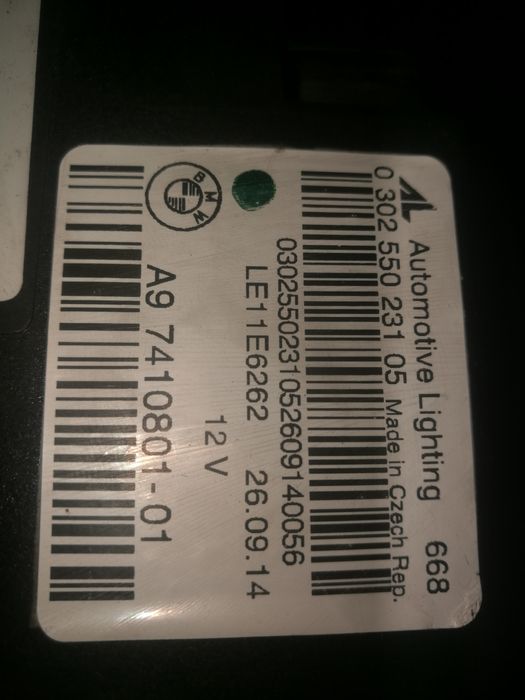 AL Automotive Lighting 668
0 302 550 231 05 Made in Czech Rep.
0302550231052609140056
LE11E6262 26.09.14
12 V
BMW
A9 7410801-01